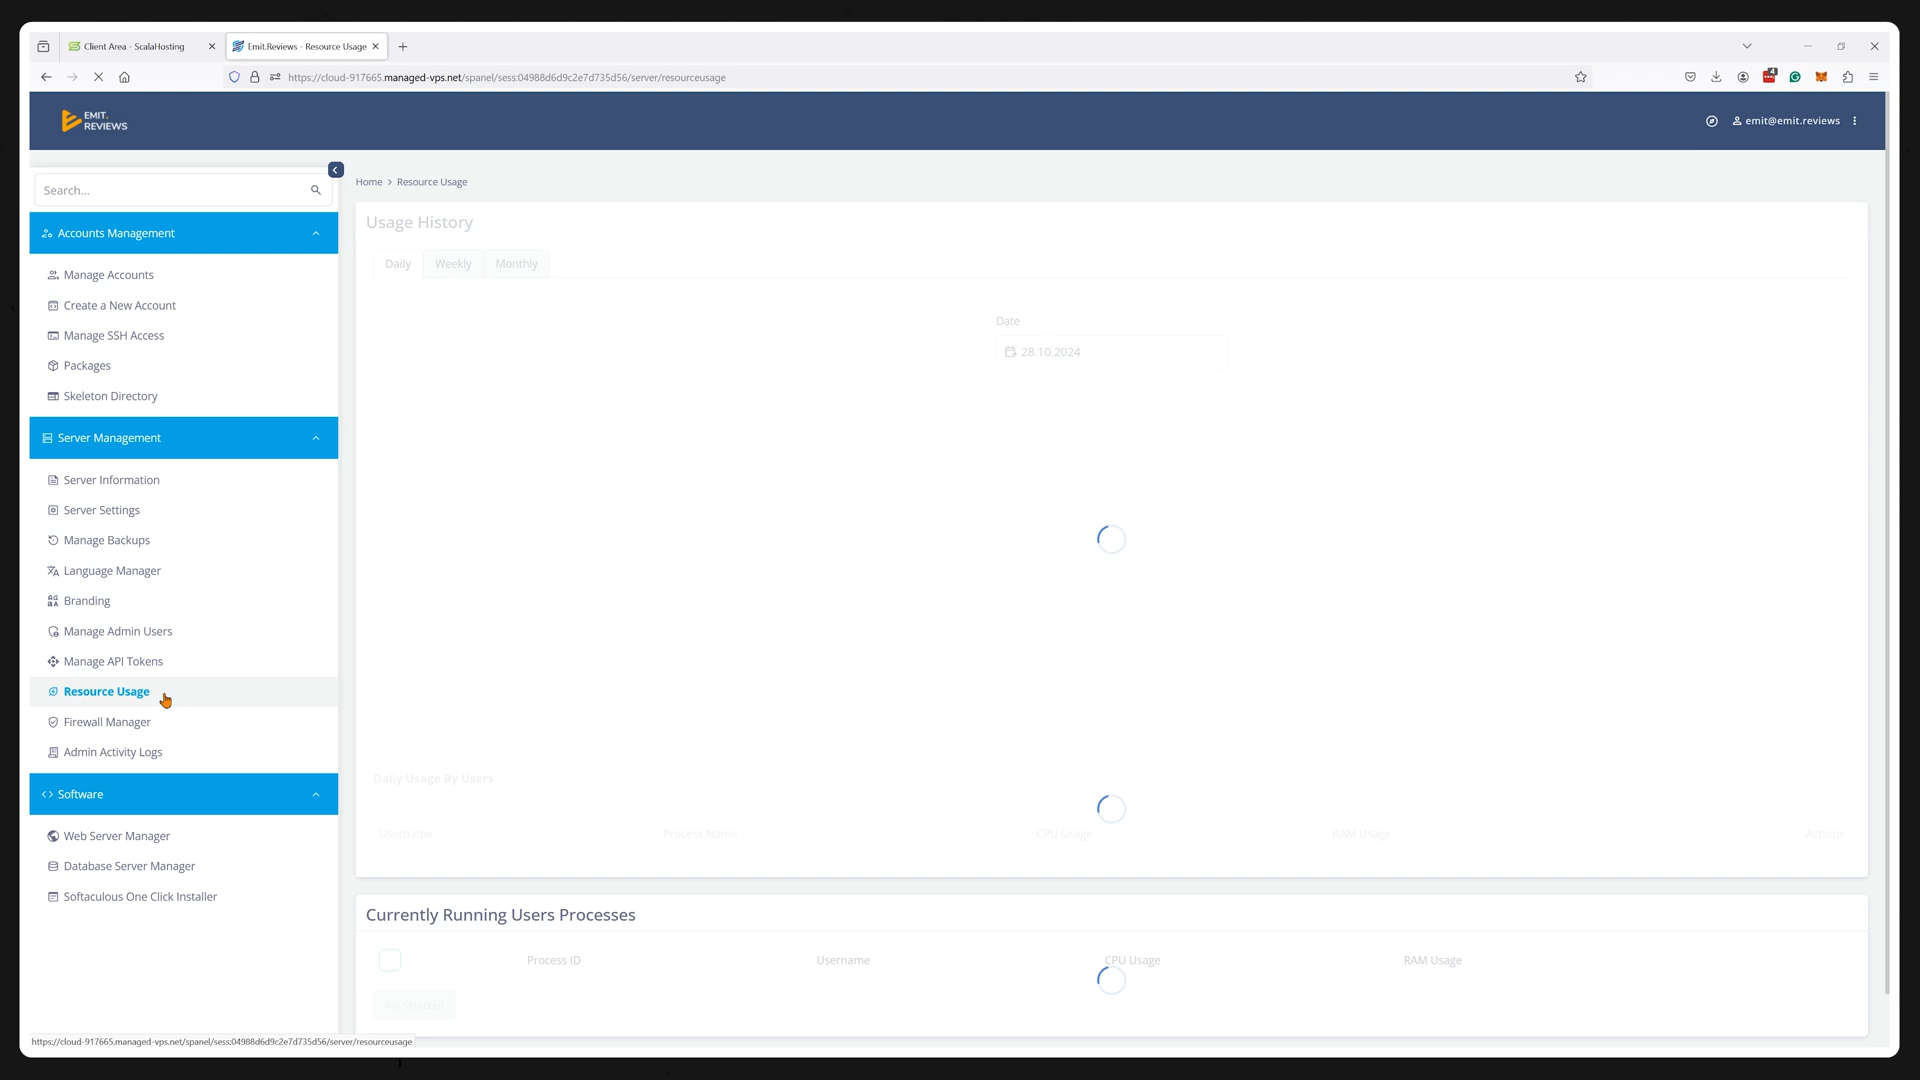 Client Area - ScalaHosting
Emit.Reviews - Resource Usage
https://cloud-917665.managed-vps.net/spanel/sess:04988d6d9c2e7d735d56/server/resourceusage
4
EMIT.
REVIEWS
emit@emit.reviews
Search...
Home > Resource Usage
Accounts Management
Manage Accounts
Create a New Account
Manage SSH Access
Packages
Skeleton Directory
Server Management
Server Information
Server Settings
Manage Backups
Language Manager
Branding
Manage Admin Users
Manage API Tokens
Resource Usage
Firewall Manager
Admin Activity Logs
Software
Web Server Manager
Database Server Manager
Softaculous One Click Installer
Usage History
Daily Weekly Monthly
Date
28.10.2024
Daily Usage By Users
Username Process Name CPU Usage RAM Usage Actions
Currently Running Users Processes
Process ID Username CPU Usage RAM Usage
Kill Selected
https://cloud-917665.managed-vps.net/spanel/sess:04988d6d9c2e7d735d56/server/resourceusage